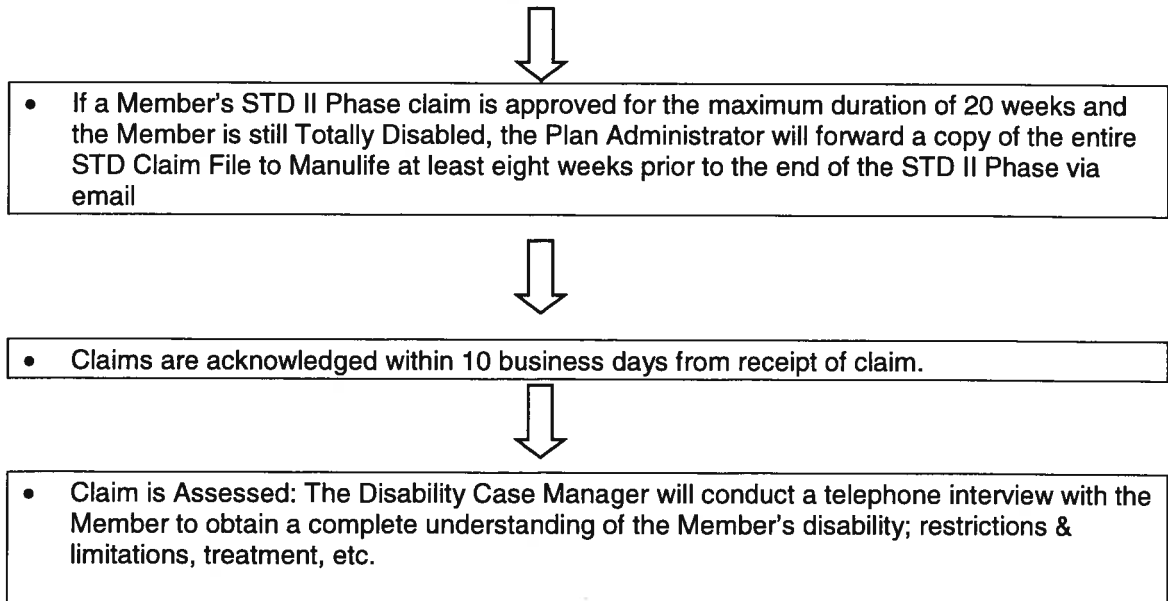 • If a Member's STD II Phase claim is approved for the maximum duration of 20 weeks and
the Member is still Totally Disabled, the Plan Administrator will forward a copy of the entire
STD Claim File to Manulife at least eight weeks prior to the end of the STD II Phase via
email
• Claims are acknowledged within 10 business days from receipt of claim.
• Claim is Assessed: The Disability Case Manager will conduct a telephone interview with the
Member to obtain a complete understanding of the Member's disability; restrictions &
limitations, treatment, etc.